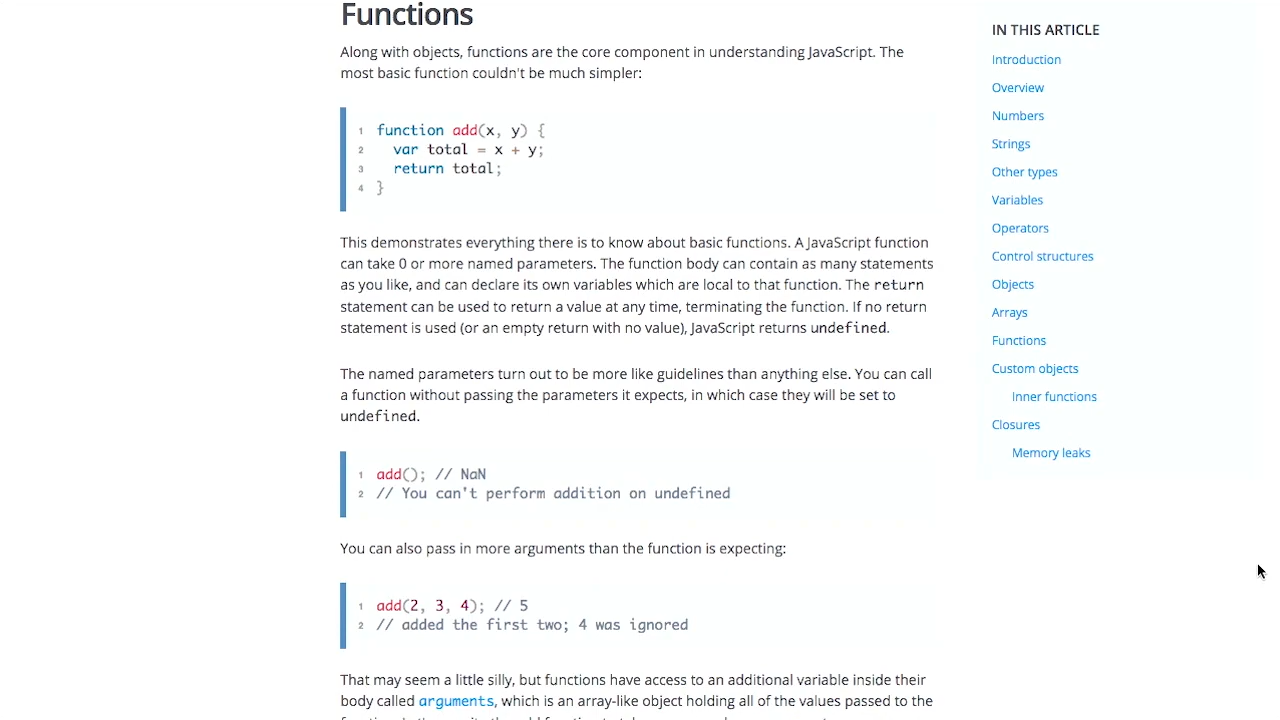 Functions
Along with objects, functions are the core component in understanding JavaScript. The
most basic function couldn't be much simpler:
1 function add(x, y) {
2   var total = x + y;
3   return total;
4 }
This demonstrates everything there is to know about basic functions. A JavaScript function
can take 0 or more named parameters. The function body can contain as many statements
as you like, and can declare its own variables which are local to that function. The return
statement can be used to return a value at any time, terminating the function. If no return
statement is used (or an empty return with no value), JavaScript returns undefined.
The named parameters turn out to be more like guidelines than anything else. You can call
a function without passing the parameters it expects, in which case they will be set to
undefined.
1 add(); // NaN
2 // You can't perform addition on undefined
You can also pass in more arguments than the function is expecting:
1 add(2, 3, 4); // 5
2 // added the first two; 4 was ignored
That may seem a little silly, but functions have access to an additional variable inside their
body called arguments, which is an array-like object holding all of the values passed to the
IN THIS ARTICLE
Introduction
Overview
Numbers
Strings
Other types
Variables
Operators
Control structures
Objects
Arrays
Functions
Custom objects
Inner functions
Closures
Memory leaks